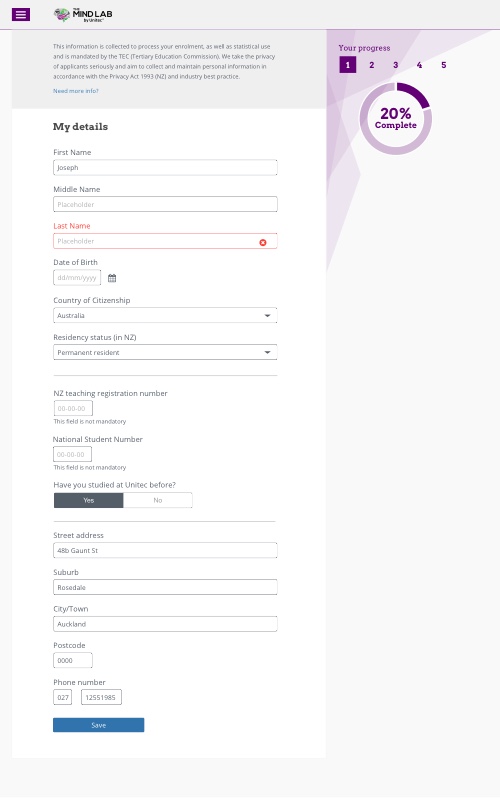 THE
MIND LAB
by Unitec
This information is collected to process your enrolment, as well as statistical use
and is mandated by the TEC (Tertiary Education Commission). We take the privacy
of applicants seriously and aim to collect and maintain personal information in
accordance with the Privacy Act 1993 (NZ) and industry best practice.
Need more info?
Your progress
1 2 3 4 5
20%
Complete
My details
First Name
Joseph
Middle Name
Placeholder
Last Name
Placeholder
Date of Birth
dd/mm/yyyy
Country of Citizenship
Australia
Residency status (in NZ)
Permanent resident
NZ teaching registration number
00-00-00
This field is not mandatory
National Student Number
00-00-00
This field is not mandatory
Have you studied at Unitec before?
Yes No
Street address
48b Gaunt St
Suburb
Rosedale
City/Town
Auckland
Postcode
0000
Phone number
027 12551985
Save